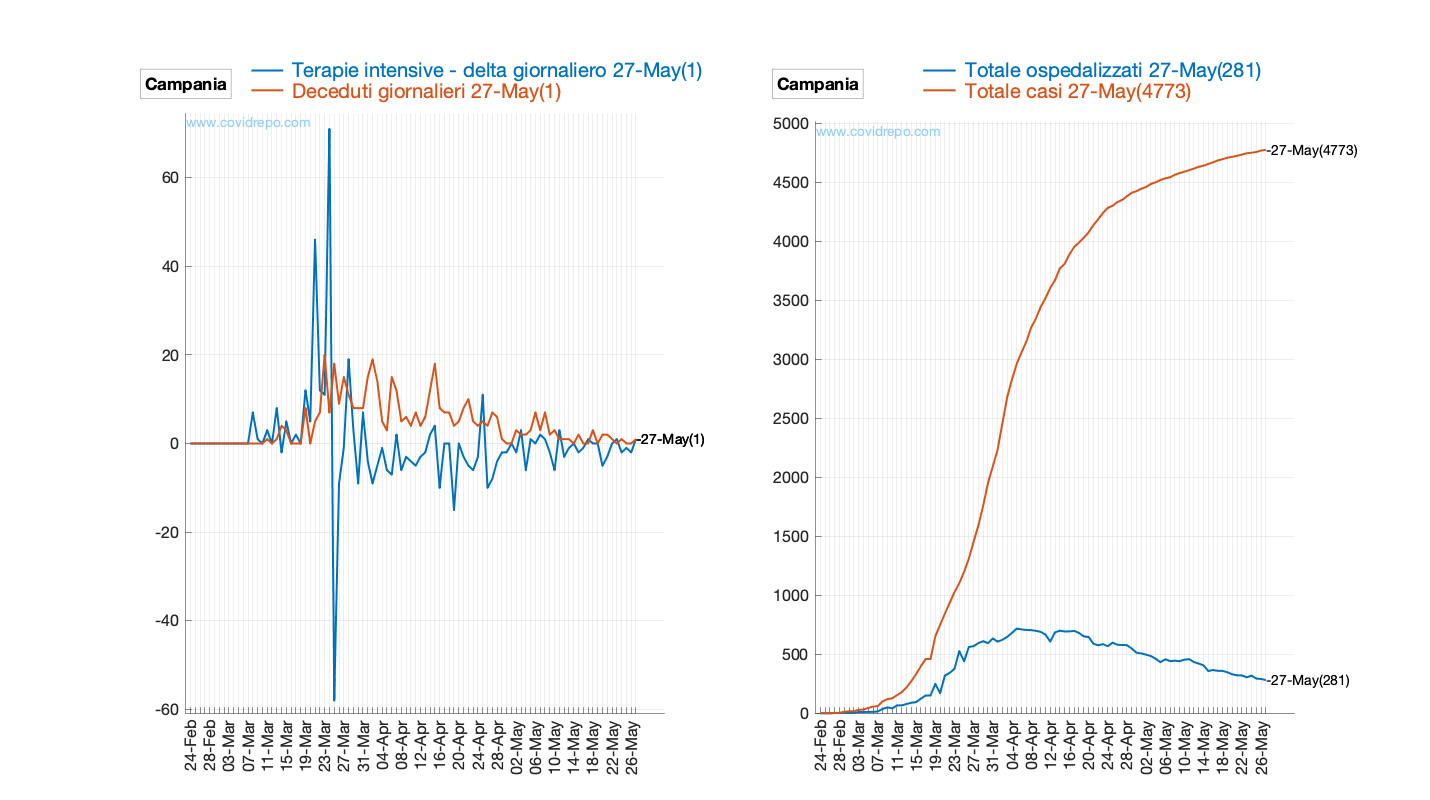 Campania
Terapie intensive - delta giornaliero 27-May(1)
Deceduti giornalieri 27-May(1)
www.covidrepo.com
60
40
20
0
-20
-40
-60
-27-May(1)
24-Feb
28-Feb
03-Mar
07-Mar
11-Mar
15-Mar
19-Mar
23-Mar
27-Mar
31-Mar
04-Apr
08-Apr
12-Apr
16-Apr
20-Apr
24-Apr
28-Apr
02-May
06-May
10-May
14-May
18-May
22-May
26-May
Campania
Totale ospedalizzati 27-May(281)
Totale casi 27-May(4773)
www.covidrepo.com
5000
4500
4000
3500
3000
2500
2000
1500
1000
500
0
-27-May(4773)
-27-May(281)
24-Feb
28-Feb
03-Mar
07-Mar
11-Mar
15-Mar
19-Mar
23-Mar
27-Mar
31-Mar
04-Apr
08-Apr
12-Apr
16-Apr
20-Apr
24-Apr
28-Apr
02-May
06-May
10-May
14-May
18-May
22-May
26-May